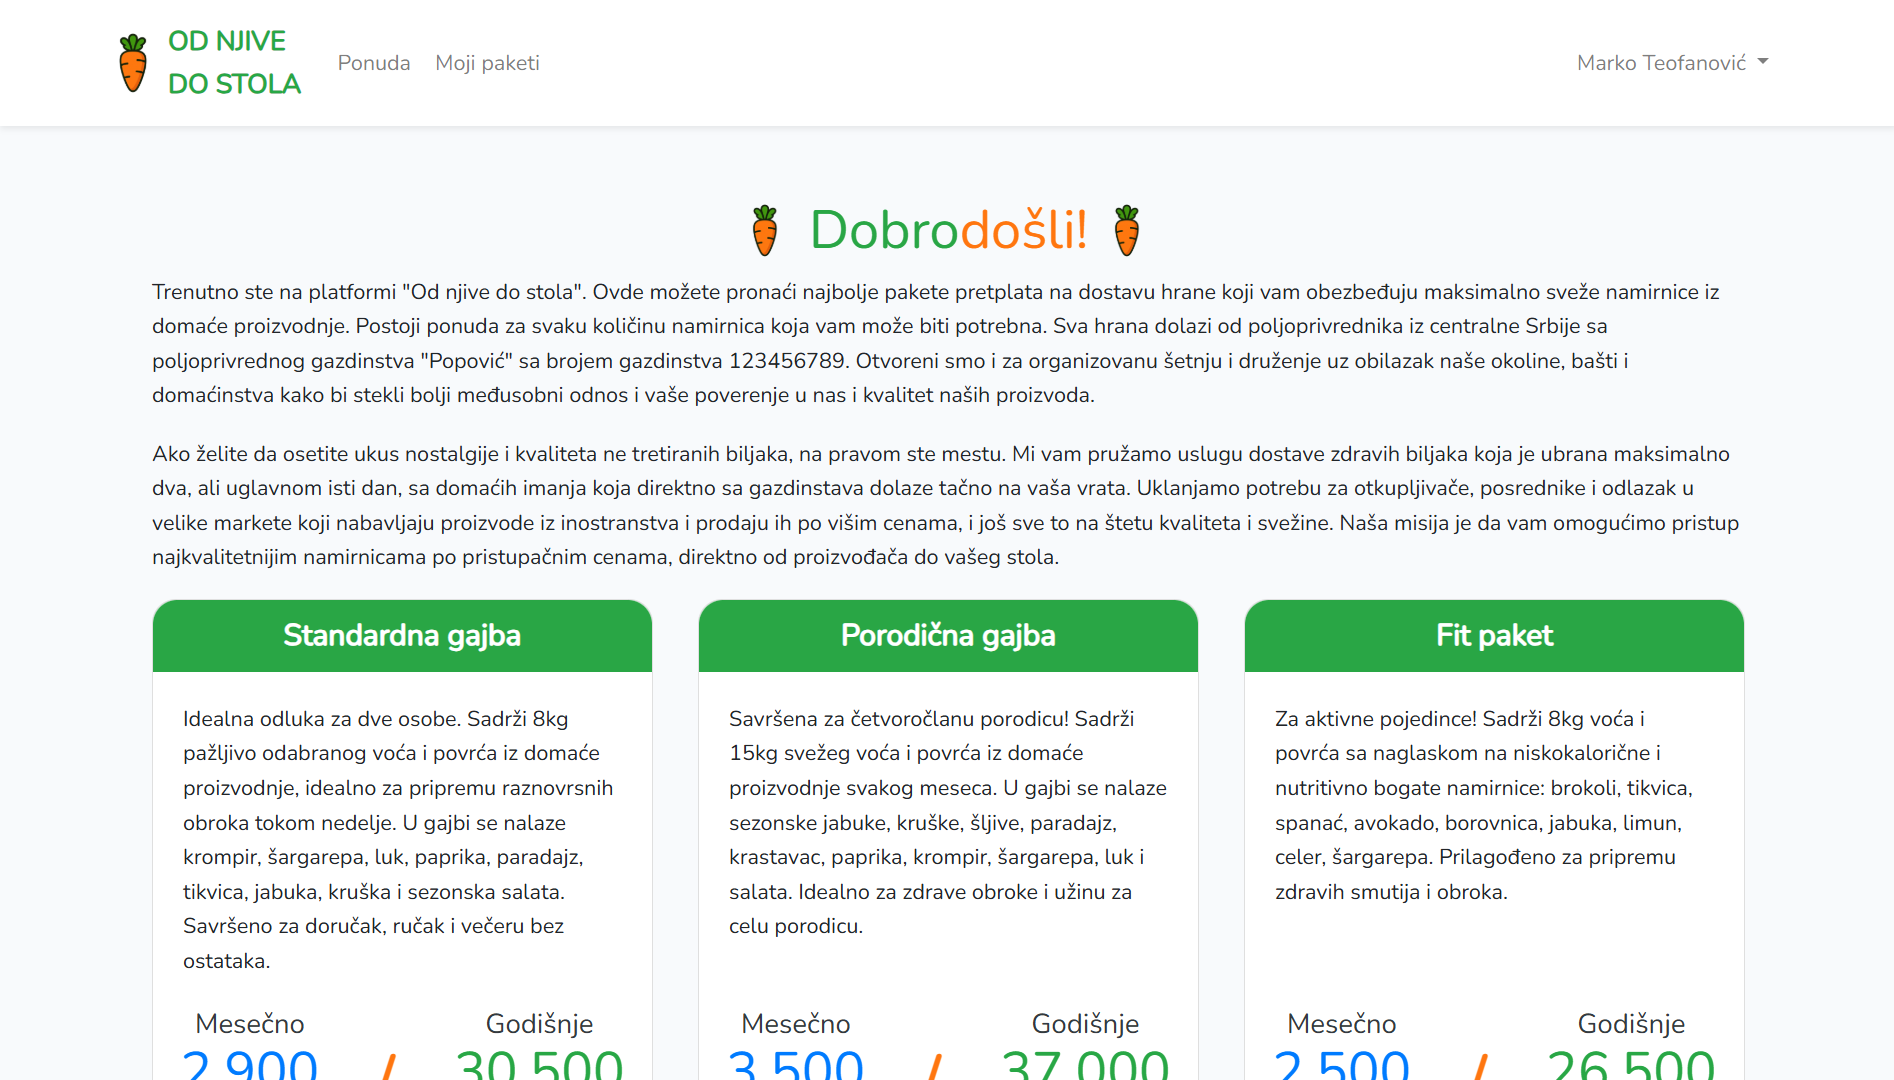 OD NJIVE
DO STOLA
Ponuda
Moji paketi
Marko Teofanović
Dobrodošli!
Trenutno ste na platformi "Od njive do stola". Ovde možete pronaći najbolje pakete pretplata na dostavu hrane koji vam obezbeđuju maksimalno sveže namirnice iz
domaće proizvodnje. Postoji ponuda za svaku količinu namirnica koja vam može biti potrebna. Sva hrana dolazi od poljoprivrednika iz centralne Srbije sa
poljoprivrednog gazdinstva "Popović" sa brojem gazdinstva 123456789. Otvoreni smo i za organizovanu šetnju i druženje uz obilazak naše okoline, bašti i
domaćinstva kako bi stekli bolji međusobni odnos i vaše poverenje u nas i kvalitet naših proizvoda.
Ako želite da osetite ukus nostalgije i kvaliteta ne tretiranih biljaka, na pravom ste mestu. Mi vam pružamo uslugu dostave zdravih biljaka koja je ubrana maksimalno
dva, ali uglavnom isti dan, sa domaćih imanja koja direktno sa gazdinstava dolaze tačno na vaša vrata. Uklanjamo potrebu za otkupljivače, posrednike i odlazak u
velike markete koji nabavljaju proizvode iz inostranstva i prodaju ih po višim cenama, i još sve to na štetu kvaliteta i svežine. Naša misija je da vam omogućimo pristup
najkvalitetnijim namirnicama po pristupačnim cenama, direktno od proizvođača do vašeg stola.
Standardna gajba
Idealna odluka za dve osobe. Sadrži 8kg
pažljivo odabranog voća i povrća iz domaće
proizvodnje, idealno za pripremu raznovrsnih
obroka tokom nedelje. U gajbi se nalaze
krompir, šargarepa, luk, paprika, paradajz,
tikvica, jabuka, kruška i sezonska salata.
Savršeno za doručak, ručak i večeru bez
ostataka.
Mesečno
2.900
/
Godišnje
30.500
Porodična gajba
Savršena za četvoročlanu porodicu! Sadrži
15kg svežeg voća i povrća iz domaće
proizvodnje svakog meseca. U gajbi se nalaze
sezonske jabuke, kruške, šljive, paradajz,
krastavac, paprika, krompir, šargarepa, luk i
salata. Idealno za zdrave obroke i užinu za
celu porodicu.
Mesečno
3.500
/
Godišnje
37.000
Fit paket
Za aktivne pojedince! Sadrži 8kg voća i
povrća sa naglaskom na niskokalorične i
nutritivno bogate namirnice: brokoli, tikvica,
spanać, avokado, borovnica, jabuka, limun,
celer, šargarepa. Prilagođeno za pripremu
zdravih smutija i obroka.
Mesečno
2.500
/
Godišnje
26.500